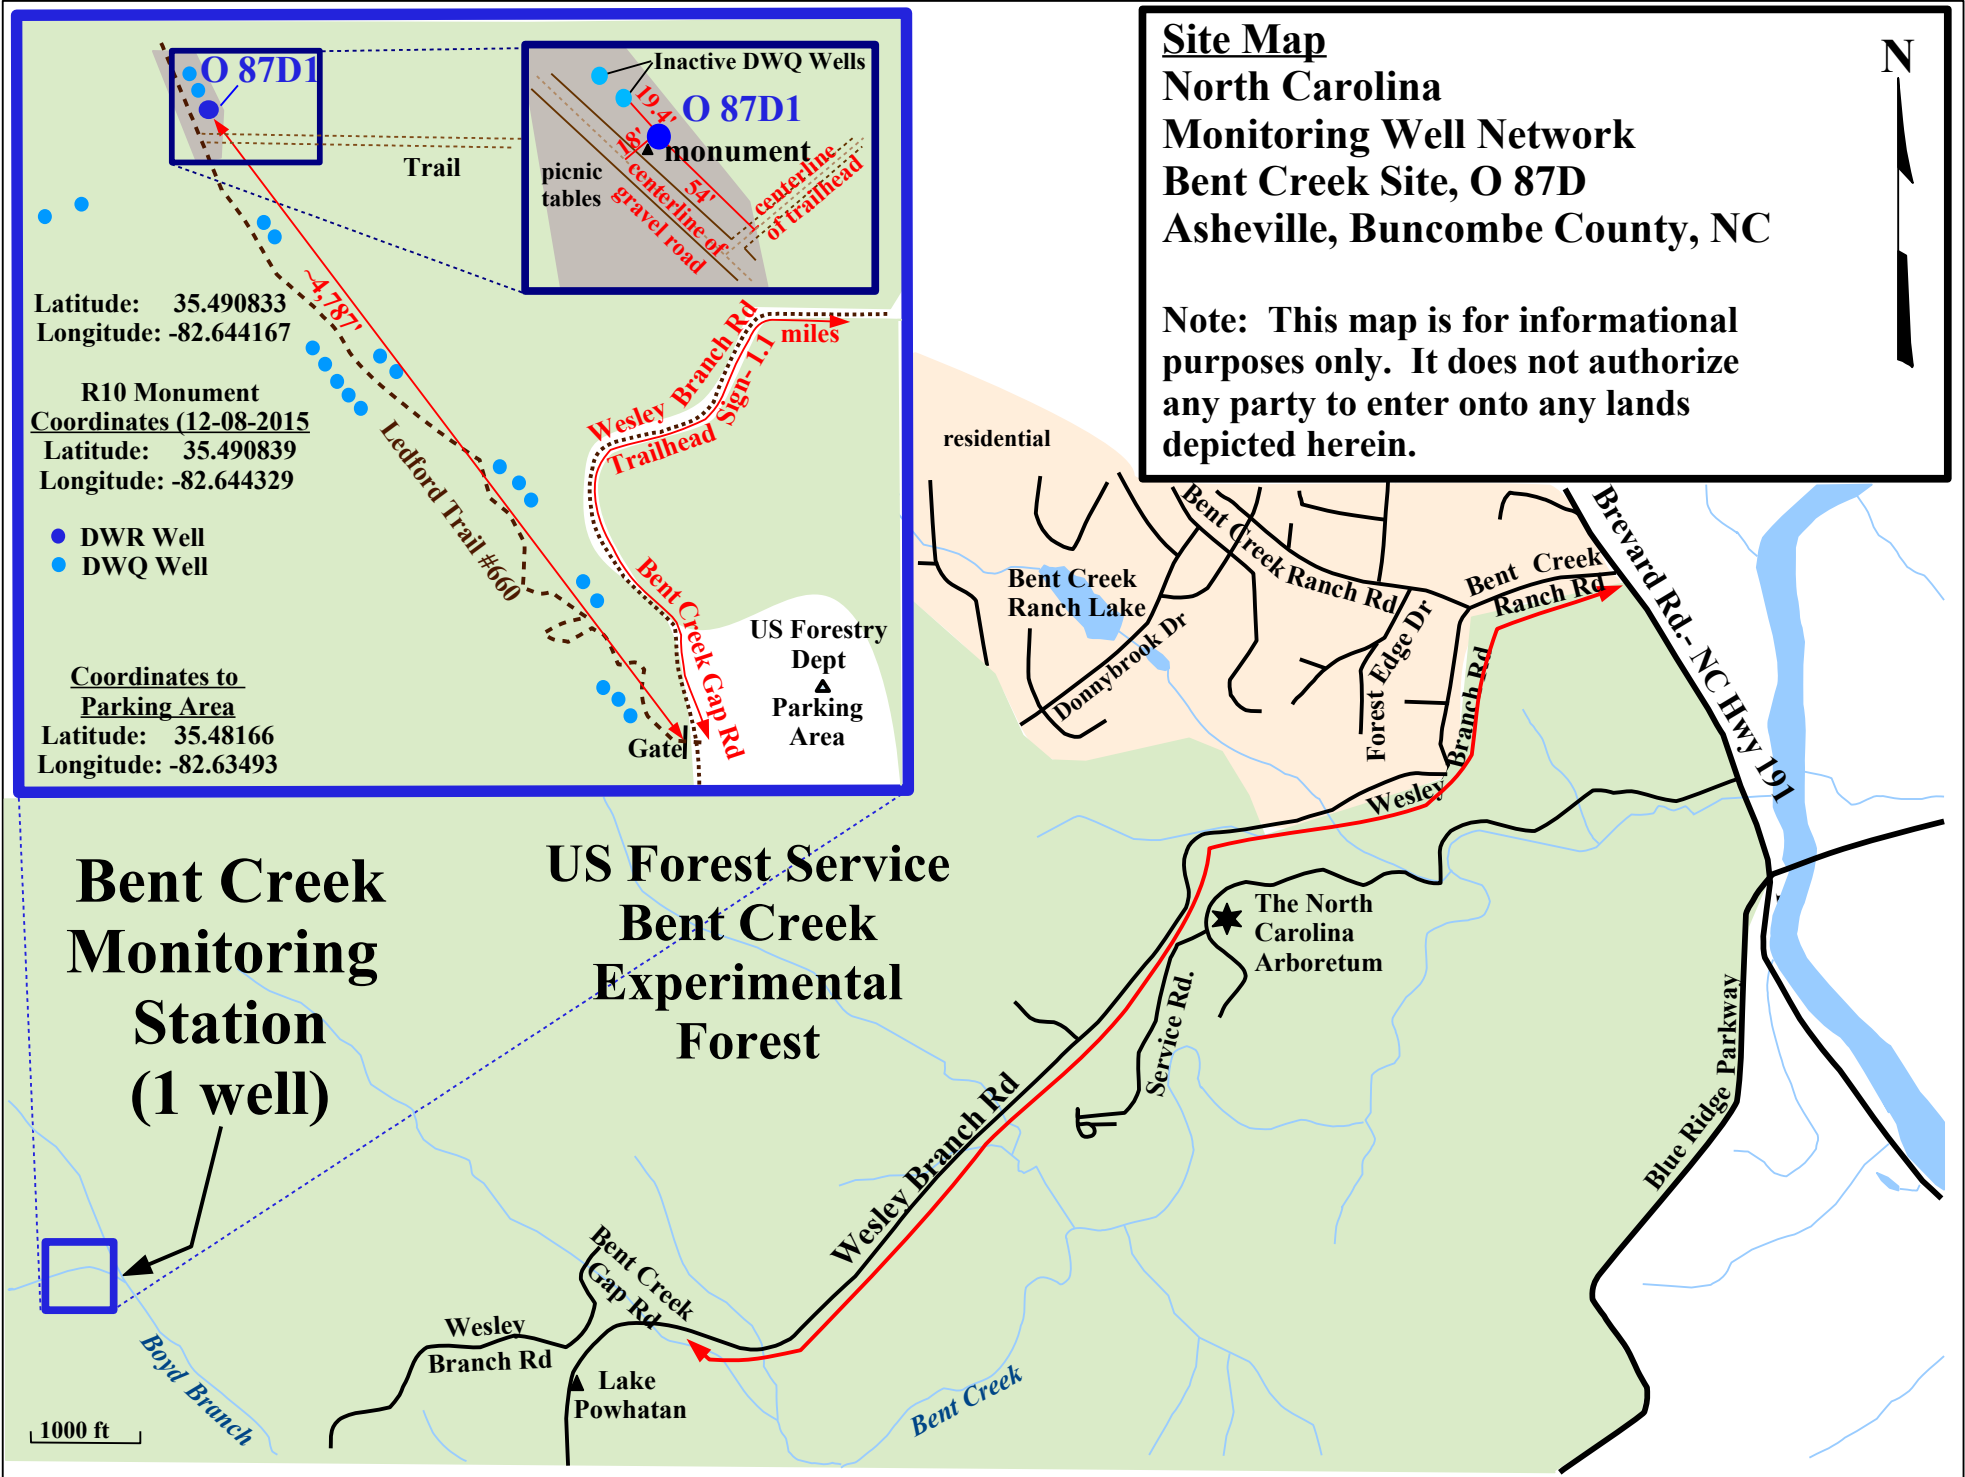 Site Map
North Carolina
Monitoring Well Network
Bent Creek Site, O 87D
Asheville, Buncombe County, NC
Note: This map is for informational
purposes only. It does not authorize
any party to enter onto any lands
depicted herein.
N
O 87D1
Trail
Inactive DWQ Wells
19.4'
O 87D1
18'
monument
picnic
tables
54'
centerline of
gravel road
centerline
of trailhead
~4,787'
Latitude: 35.490833
Longitude: -82.644167
R10 Monument
Coordinates (12-08-2015
Latitude: 35.490839
Longitude: -82.644329
DWR Well
DWQ Well
Coordinates to
Parking Area
Latitude: 35.48166
Longitude: -82.63493
Ledford Trail #660
Wesley Branch Rd
Trailhead Sign- 1.1 miles
Bent Creek Gap Rd
US Forestry
Dept
Parking
Area
Gate
residential
Bent Creek
Ranch Lake
Bent Creek Ranch Rd
Donnybrook Dr
Forest Edge Dr
Bent Creek
Ranch Rd
Wesley Branch Rd
Brevard Rd.- NC Hwy 191
The North
Carolina
Arboretum
Service Rd.
Blue Ridge Parkway
Bent Creek
Monitoring
Station
(1 well)
US Forest Service
Bent Creek
Experimental
Forest
Wesley Branch Rd
Bent Creek
Gap Rd
Wesley
Branch Rd
Lake
Powhatan
Boyd Branch
Bent Creek
1000 ft